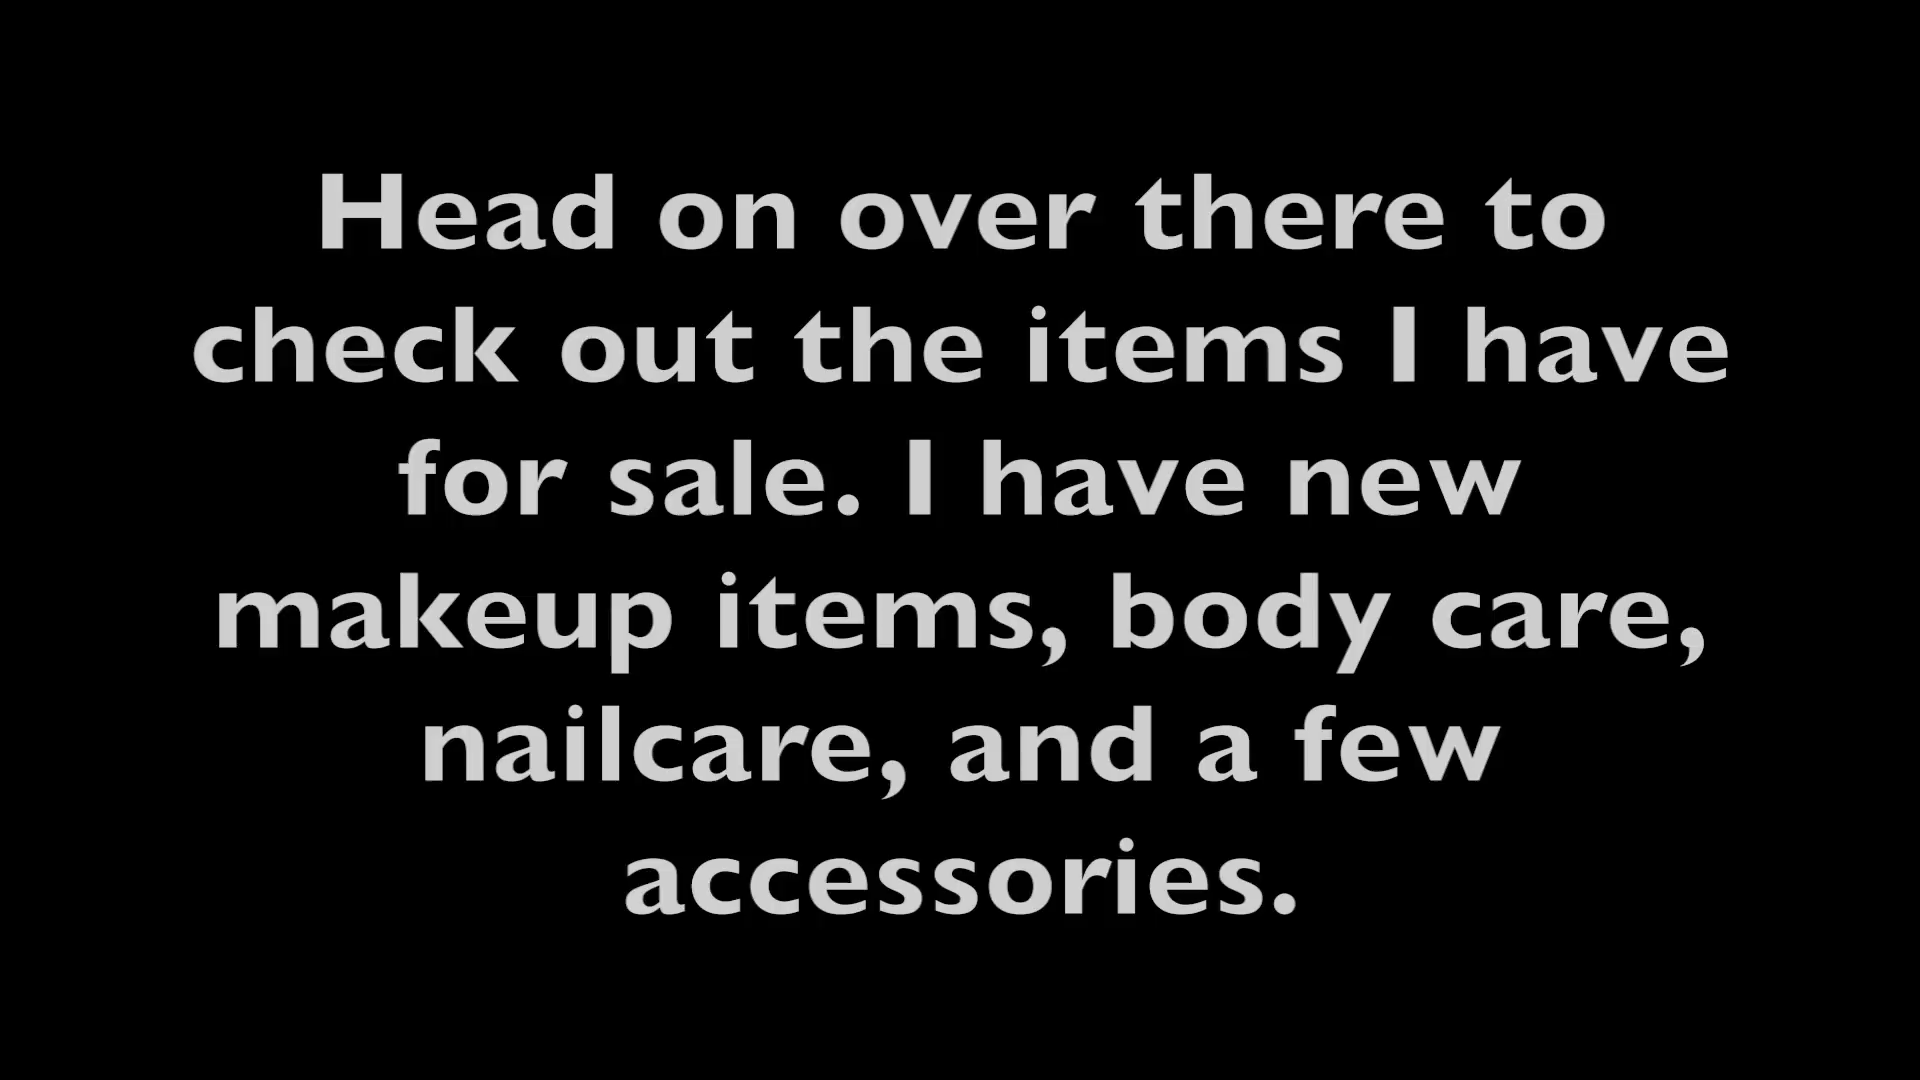 Head on over there to
check out the items I have
for sale. I have new
makeup items, body care,
nailcare, and a few
accessories.